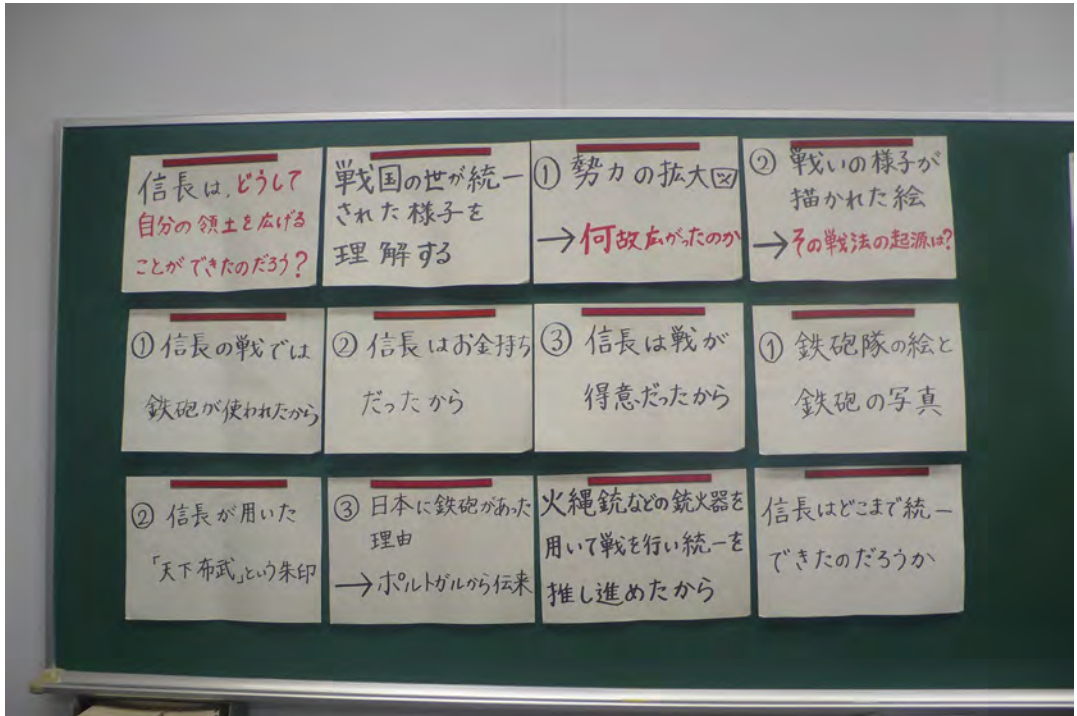 信長は、どうして
自分の領土を広げる
ことができたのだろう？
戦国の世が統一
された様子を
理解する
① 勢力の拡大図
→何故広がったのか
② 戦いの様子が
描かれた絵
→その戦法の起源は?
① 信長の戦では
鉄砲が使われたから
② 信長はお金持ち
だったから
③ 信長は戦が
得意だったから
① 鉄砲隊の絵と
鉄砲の写真
② 信長が用いた
「天下布武」という朱印
③ 日本に鉄砲があった
理由
→ポルトガルから伝来
火縄銃などの銃火器を
用いて戦を行い統一を
推し進めたから
信長はどこまで統一
できたのだろうか